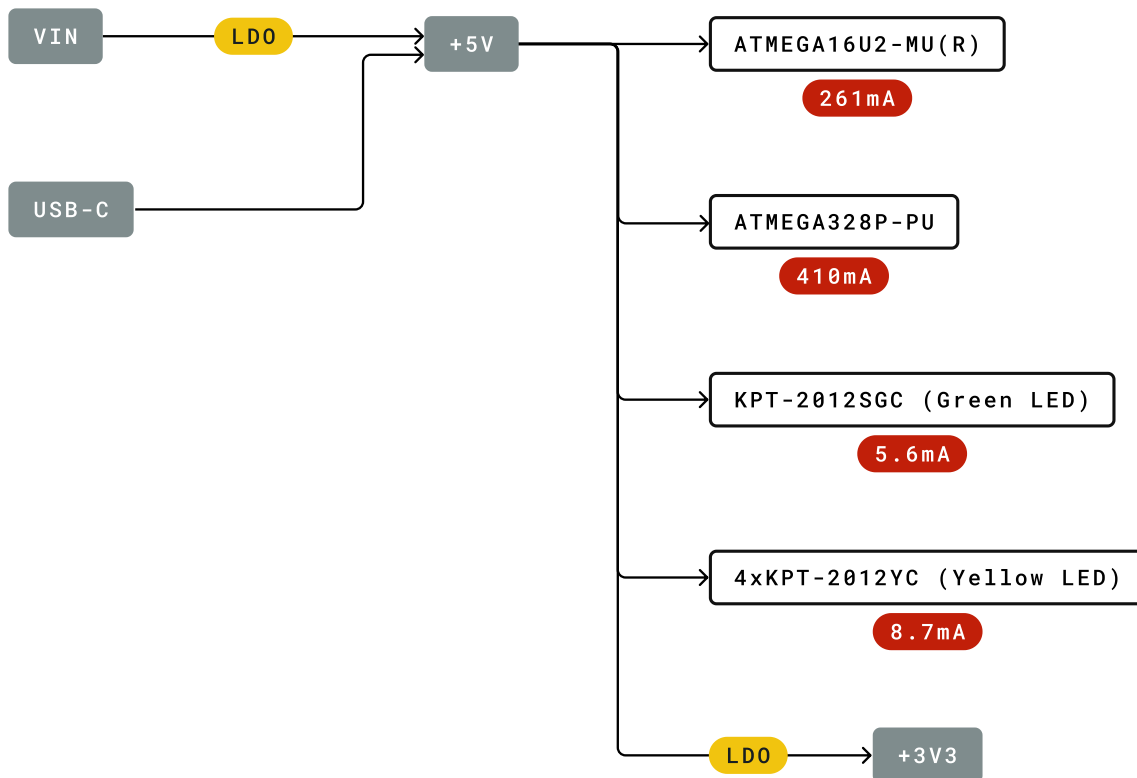 VIN
LDO
+5V
ATMEGA16U2-MU(R)
261mA
USB-C
ATMEGA328P-PU
410mA
KPT-2012SGC (Green LED)
5.6mA
4xKPT-2012YC (Yellow LED)
8.7mA
LDO
+3V3